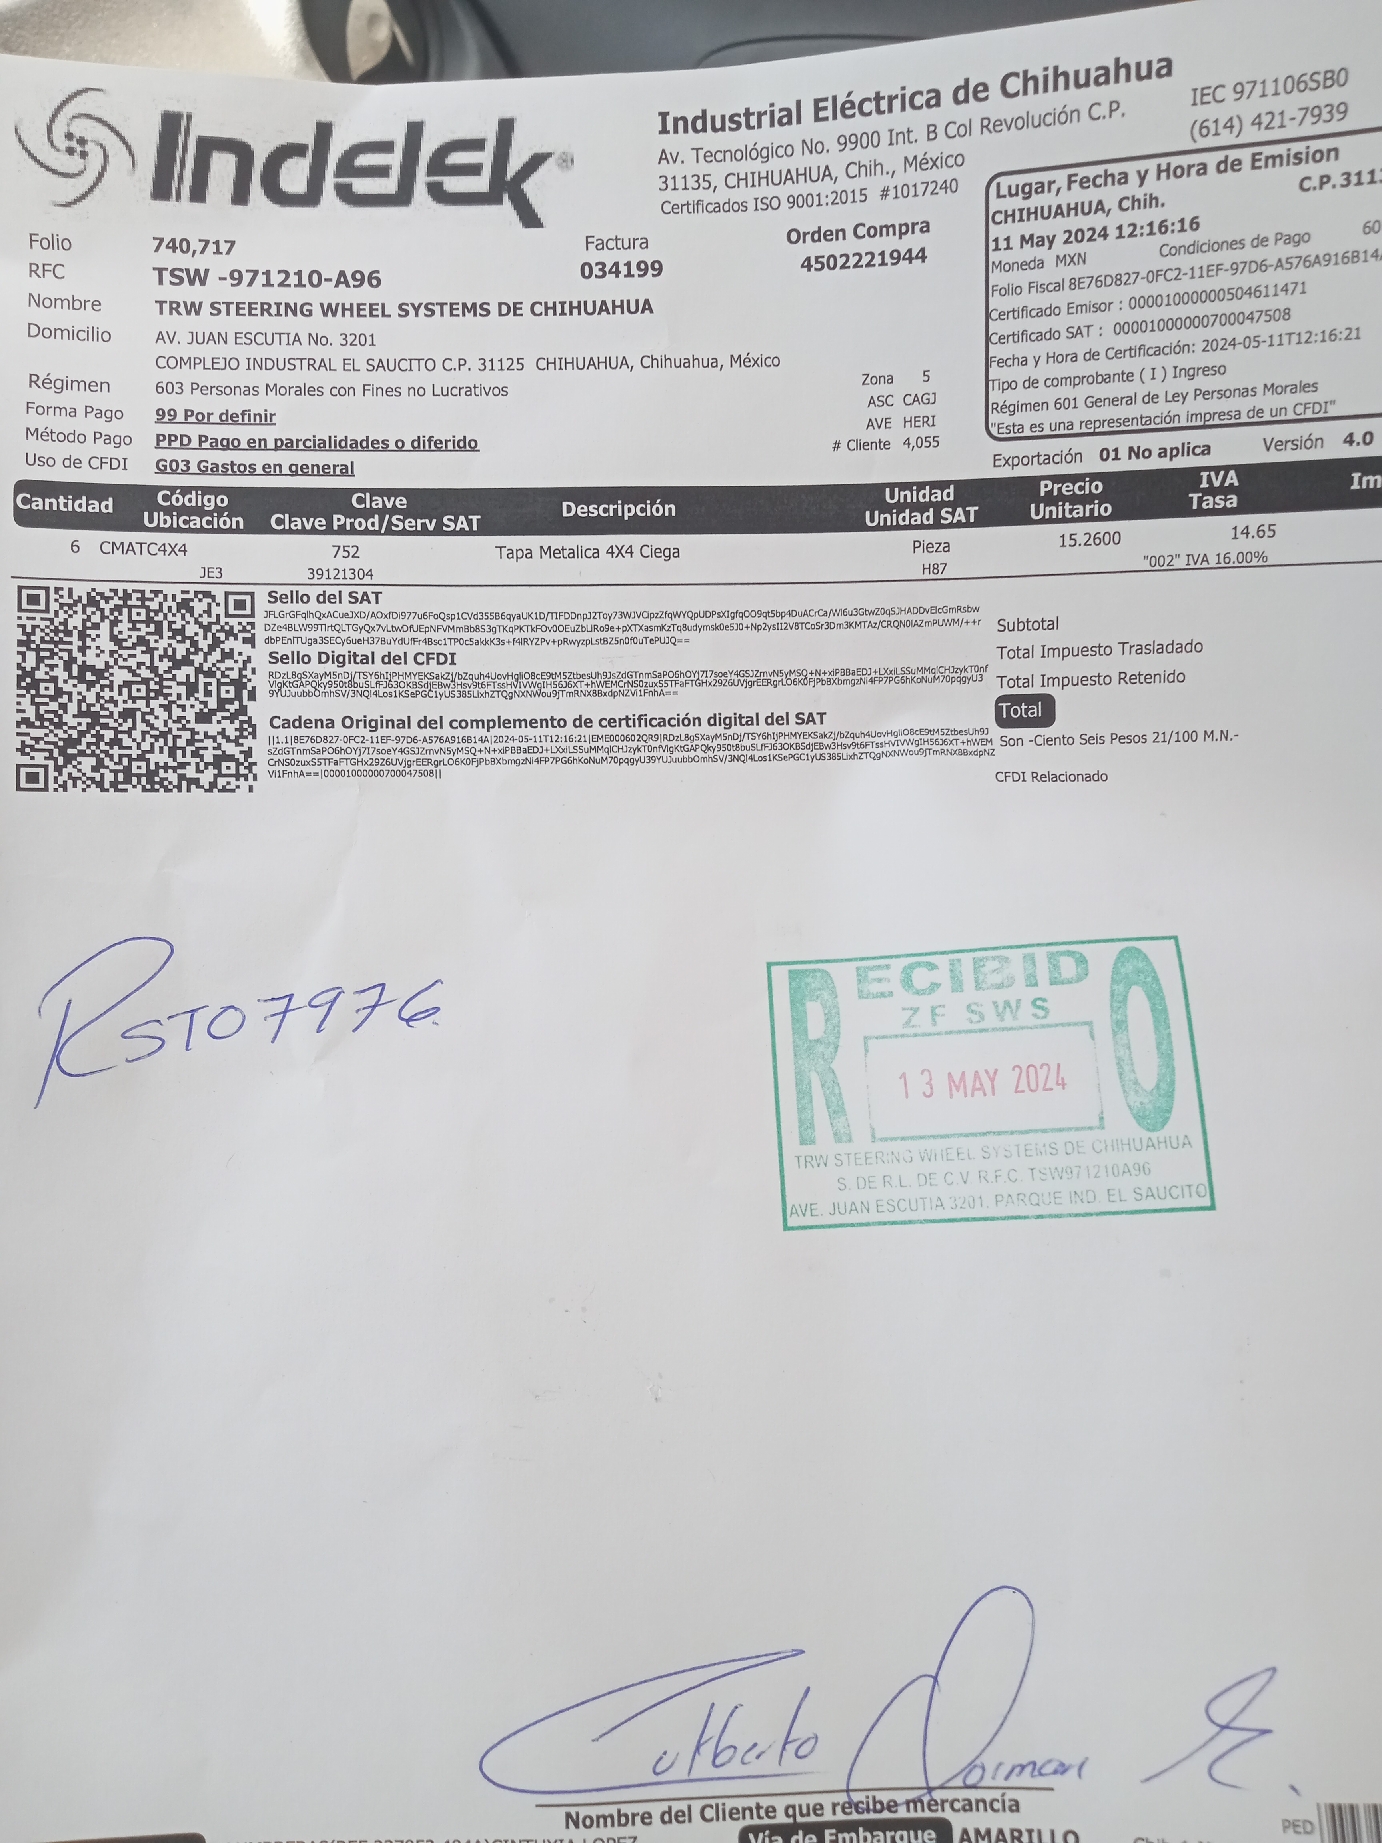 Indelek®
Industrial Eléctrica de Chihuahua
IEC 971106SB0
Av. Tecnológico No. 9900 Int. B Col Revolución C.P.
(614) 421-7939
31135, CHIHUAHUA, Chih., México
Certificados ISO 9001:2015 #1017240
Lugar, Fecha y Hora de Emision
CHIHUAHUA, Chih. C.P.3113
11 May 2024 12:16:16
Moneda MXN Condiciones de Pago 60
Folio Fiscal 8E76D827-0FC2-11EF-97D6-A576A916B14A
Certificado Emisor : 00001000000504611471
Certificado SAT : 00001000000700047508
Fecha y Hora de Certificación: 2024-05-11T12:16:21
Tipo de comprobante ( I ) Ingreso
Régimen 601 General de Ley Personas Morales
"Esta es una representación impresa de un CFDI"
Exportación 01 No aplica Versión 4.0
Folio 740,717
Factura
034199
Orden Compra
4502221944
RFC TSW -971210-A96
Nombre TRW STEERING WHEEL SYSTEMS DE CHIHUAHUA
Domicilio AV. JUAN ESCUTIA No. 3201
COMPLEJO INDUSTRAL EL SAUCITO C.P. 31125 CHIHUAHUA, Chihuahua, México
Régimen 603 Personas Morales con Fines no Lucrativos
Forma Pago 99 Por definir
Método Pago PPD Pago en parcialidades o diferido
Uso de CFDI G03 Gastos en general
Zona 5
ASC CAGJ
AVE HERI
# Cliente 4,055
Cantidad Código Clave Descripción Unidad Precio IVA Im
Ubicación Clave Prod/Serv SAT Unidad SAT Unitario Tasa
6 CMATC4X4 752 Tapa Metalica 4X4 Ciega Pieza 15.2600 14.65
JE3 39121304 H87 "002" IVA 16.00%
Sello del SAT
Sello Digital del CFDI
Cadena Original del complemento de certificación digital del SAT
Subtotal
Total Impuesto Trasladado
Total Impuesto Retenido
Total
Son -Ciento Seis Pesos 21/100 M.N.-
CFDI Relacionado
RSTO7976
RECIBIDO
ZF SWS
13 MAY 2024
TRW STEERING WHEEL SYSTEMS DE CHIHUAHUA
S. DE R.L. DE C.V R.F.C. TSW971210A96
AVE. JUAN ESCUTIA 3201, PARQUE IND. EL SAUCITO
Nombre del Cliente que recibe mercancía
Vía de Embarque AMARILLO
PED